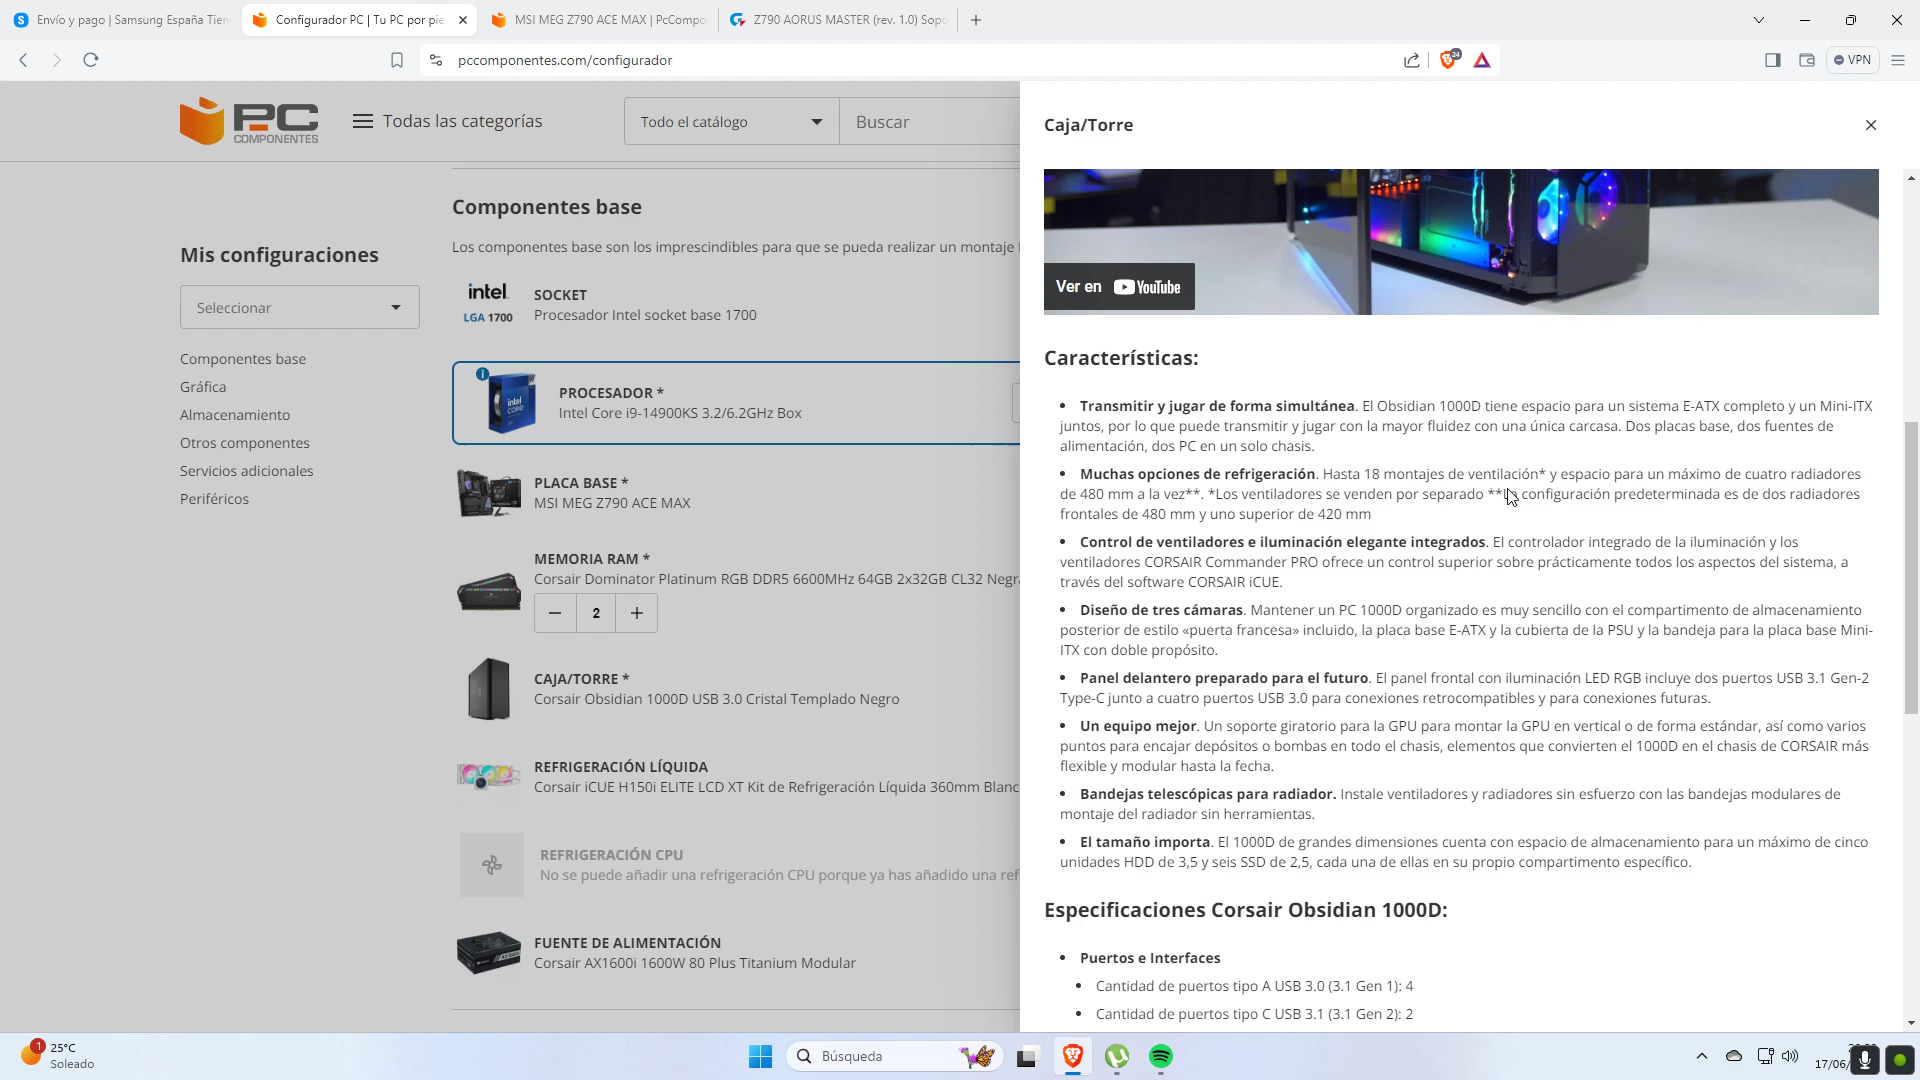 Envío y pago | Samsung España Tien
Configurador PC | Tu PC por pie
MSI MEG Z790 ACE MAX | PcCompo
Z790 AORUS MASTER (rev. 1.0) Sopo
pccomponentes.com/configurador
24
VPN
PC
COMPONENTES
Todas las categorías
Todo el catálogo
Buscar
Mis configuraciones
Seleccionar
Componentes base
Gráfica
Almacenamiento
Otros componentes
Servicios adicionales
Periféricos
Componentes base
Los componentes base son los imprescindibles para que se pueda realizar un montaje
intel.
LGA 1700
SOCKET
Procesador Intel socket base 1700
PROCESADOR *
Intel Core i9-14900KS 3.2/6.2GHz Box
PLACA BASE *
MSI MEG Z790 ACE MAX
MEMORIA RAM *
Corsair Dominator Platinum RGB DDR5 6600MHz 64GB 2x32GB CL32 Negr
2
CAJA/TORRE *
Corsair Obsidian 1000D USB 3.0 Cristal Templado Negro
REFRIGERACIÓN LÍQUIDA
Corsair iCUE H150i ELITE LCD XT Kit de Refrigeración Líquida 360mm Blanc
REFRIGERACIÓN CPU
No se puede añadir una refrigeración CPU porque ya has añadido una ref
FUENTE DE ALIMENTACIÓN
Corsair AX1600i 1600W 80 Plus Titanium Modular
Caja/Torre
Ver en YouTube
Características:
• Transmitir y jugar de forma simultánea. El Obsidian 1000D tiene espacio para un sistema E-ATX completo y un Mini-ITX
juntos, por lo que puede transmitir y jugar con la mayor fluidez con una única carcasa. Dos placas base, dos fuentes de
alimentación, dos PC en un solo chasis.
• Muchas opciones de refrigeración. Hasta 18 montajes de ventilación* y espacio para un máximo de cuatro radiadores
de 480 mm a la vez**. *Los ventiladores se venden por separado **La configuración predeterminada es de dos radiadores
frontales de 480 mm y uno superior de 420 mm
• Control de ventiladores e iluminación elegante integrados. El controlador integrado de la iluminación y los
ventiladores CORSAIR Commander PRO ofrece un control superior sobre prácticamente todos los aspectos del sistema, a
través del software CORSAIR iCUE.
• Diseño de tres cámaras. Mantener un PC 1000D organizado es muy sencillo con el compartimento de almacenamiento
posterior de estilo «puerta francesa» incluido, la placa base E-ATX y la cubierta de la PSU y la bandeja para la placa base Mini-
ITX con doble propósito.
• Panel delantero preparado para el futuro. El panel frontal con iluminación LED RGB incluye dos puertos USB 3.1 Gen-2
Type-C junto a cuatro puertos USB 3.0 para conexiones retrocompatibles y para conexiones futuras.
• Un equipo mejor. Un soporte giratorio para la GPU para montar la GPU en vertical o de forma estándar, así como varios
puntos para encajar depósitos o bombas en todo el chasis, elementos que convierten el 1000D en el chasis de CORSAIR más
flexible y modular hasta la fecha.
• Bandejas telescópicas para radiador. Instale ventiladores y radiadores sin esfuerzo con las bandejas modulares de
montaje del radiador sin herramientas.
• El tamaño importa. El 1000D de grandes dimensiones cuenta con espacio de almacenamiento para un máximo de cinco
unidades HDD de 3,5 y seis SSD de 2,5, cada una de ellas en su propio compartimento específico.
Especificaciones Corsair Obsidian 1000D:
• Puertos e Interfaces
• Cantidad de puertos tipo A USB 3.0 (3.1 Gen 1): 4
• Cantidad de puertos tipo C USB 3.1 (3.1 Gen 2): 2
1
25°C
Soleado
Búsqueda
17/06/